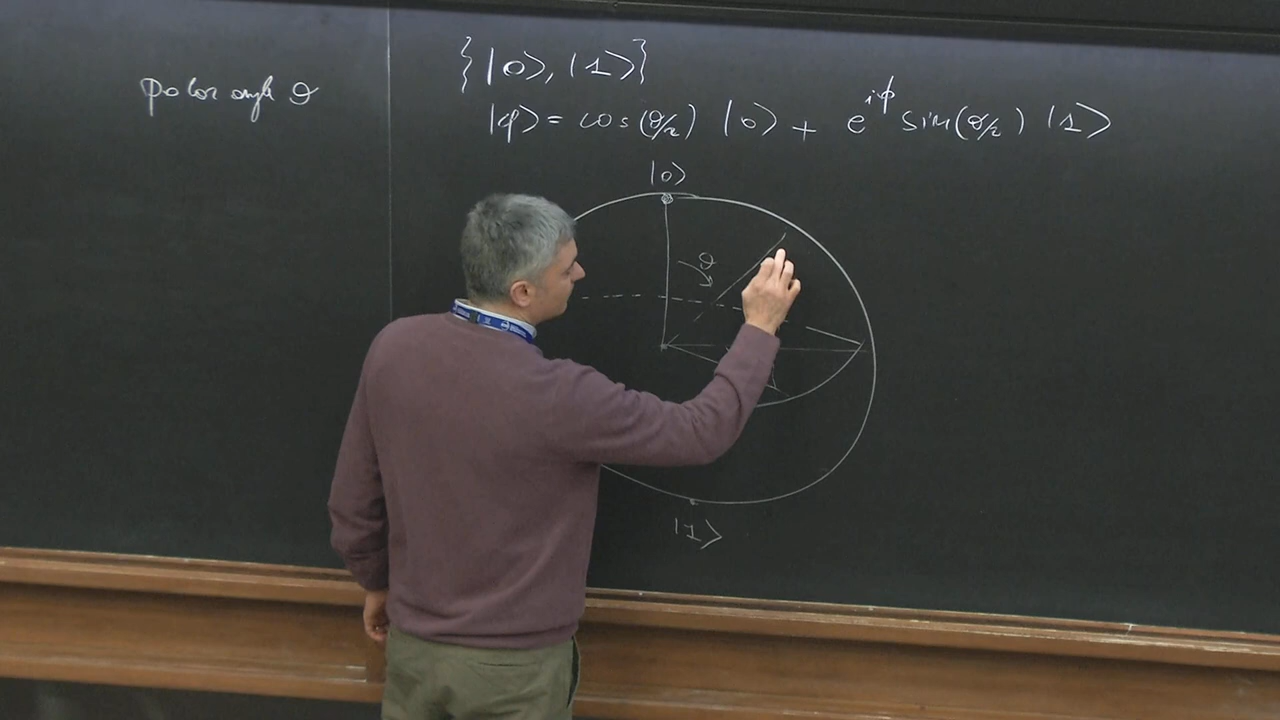 polar angle ϑ
{|0⟩, |1⟩}
|φ⟩ = cos(ϑ/2) |0⟩ + e^{iϕ} sin(ϑ/2) |1⟩
|0⟩
ϑ
|1⟩